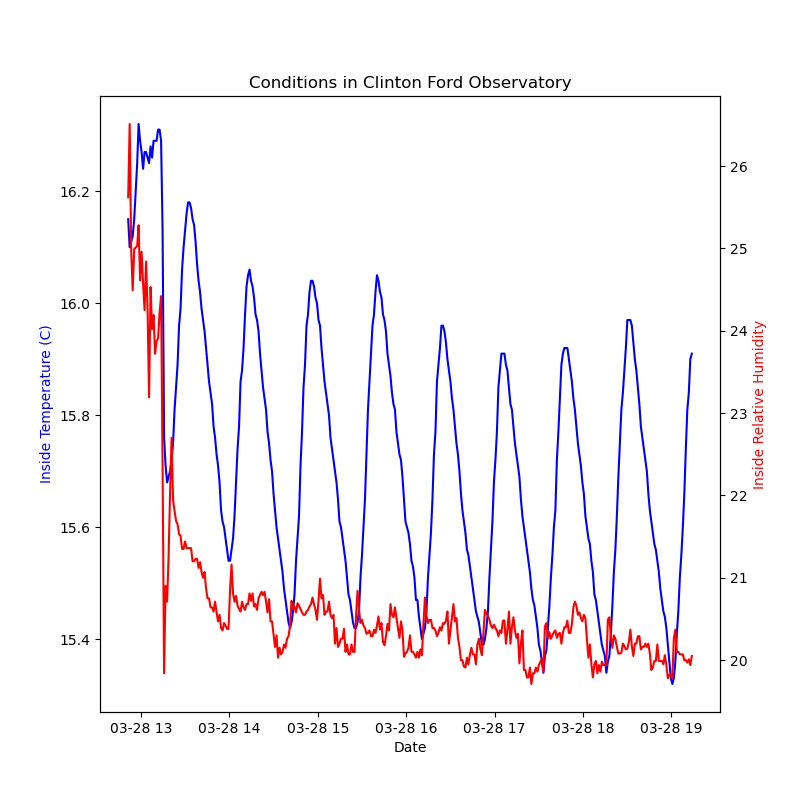 Conditions in Clinton Ford Observatory
Inside Temperature (C)
16.2
16.0
15.8
15.6
15.4
26
25
24
23
22
21
20
Inside Relative Humidity
03-28 13 03-28 14 03-28 15 03-28 16 03-28 17 03-28 18 03-28 19
Date